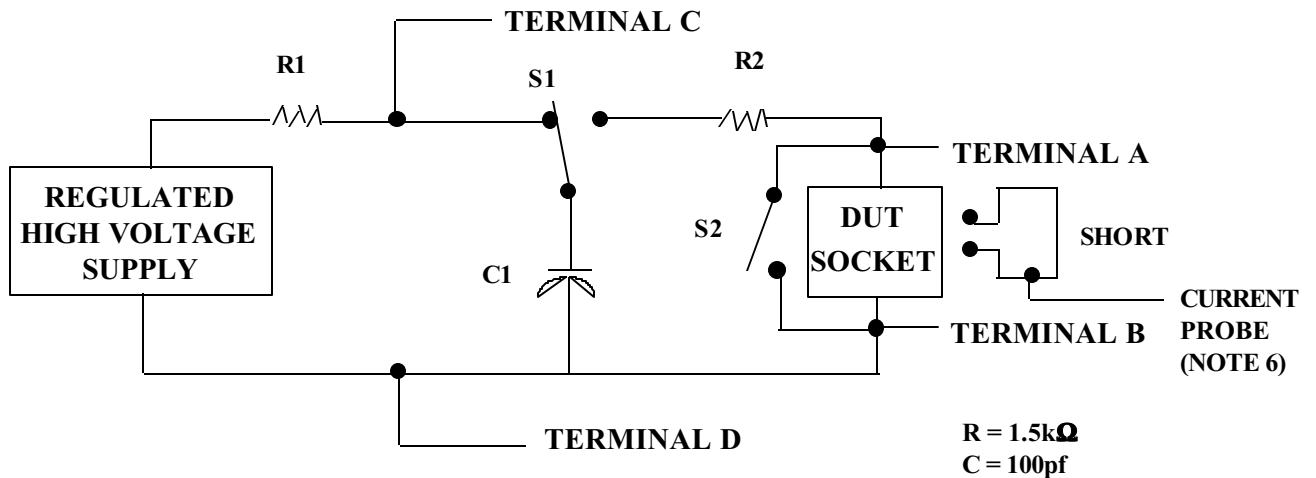 TERMINAL C
R1
S1
R2
TERMINAL A
REGULATED
HIGH VOLTAGE
SUPPLY
DUT
SOCKET
S2
SHORT
C1
CURRENT
PROBE
(NOTE 6)
TERMINAL B
TERMINAL D
R = 1.5kΩ
C = 100pf